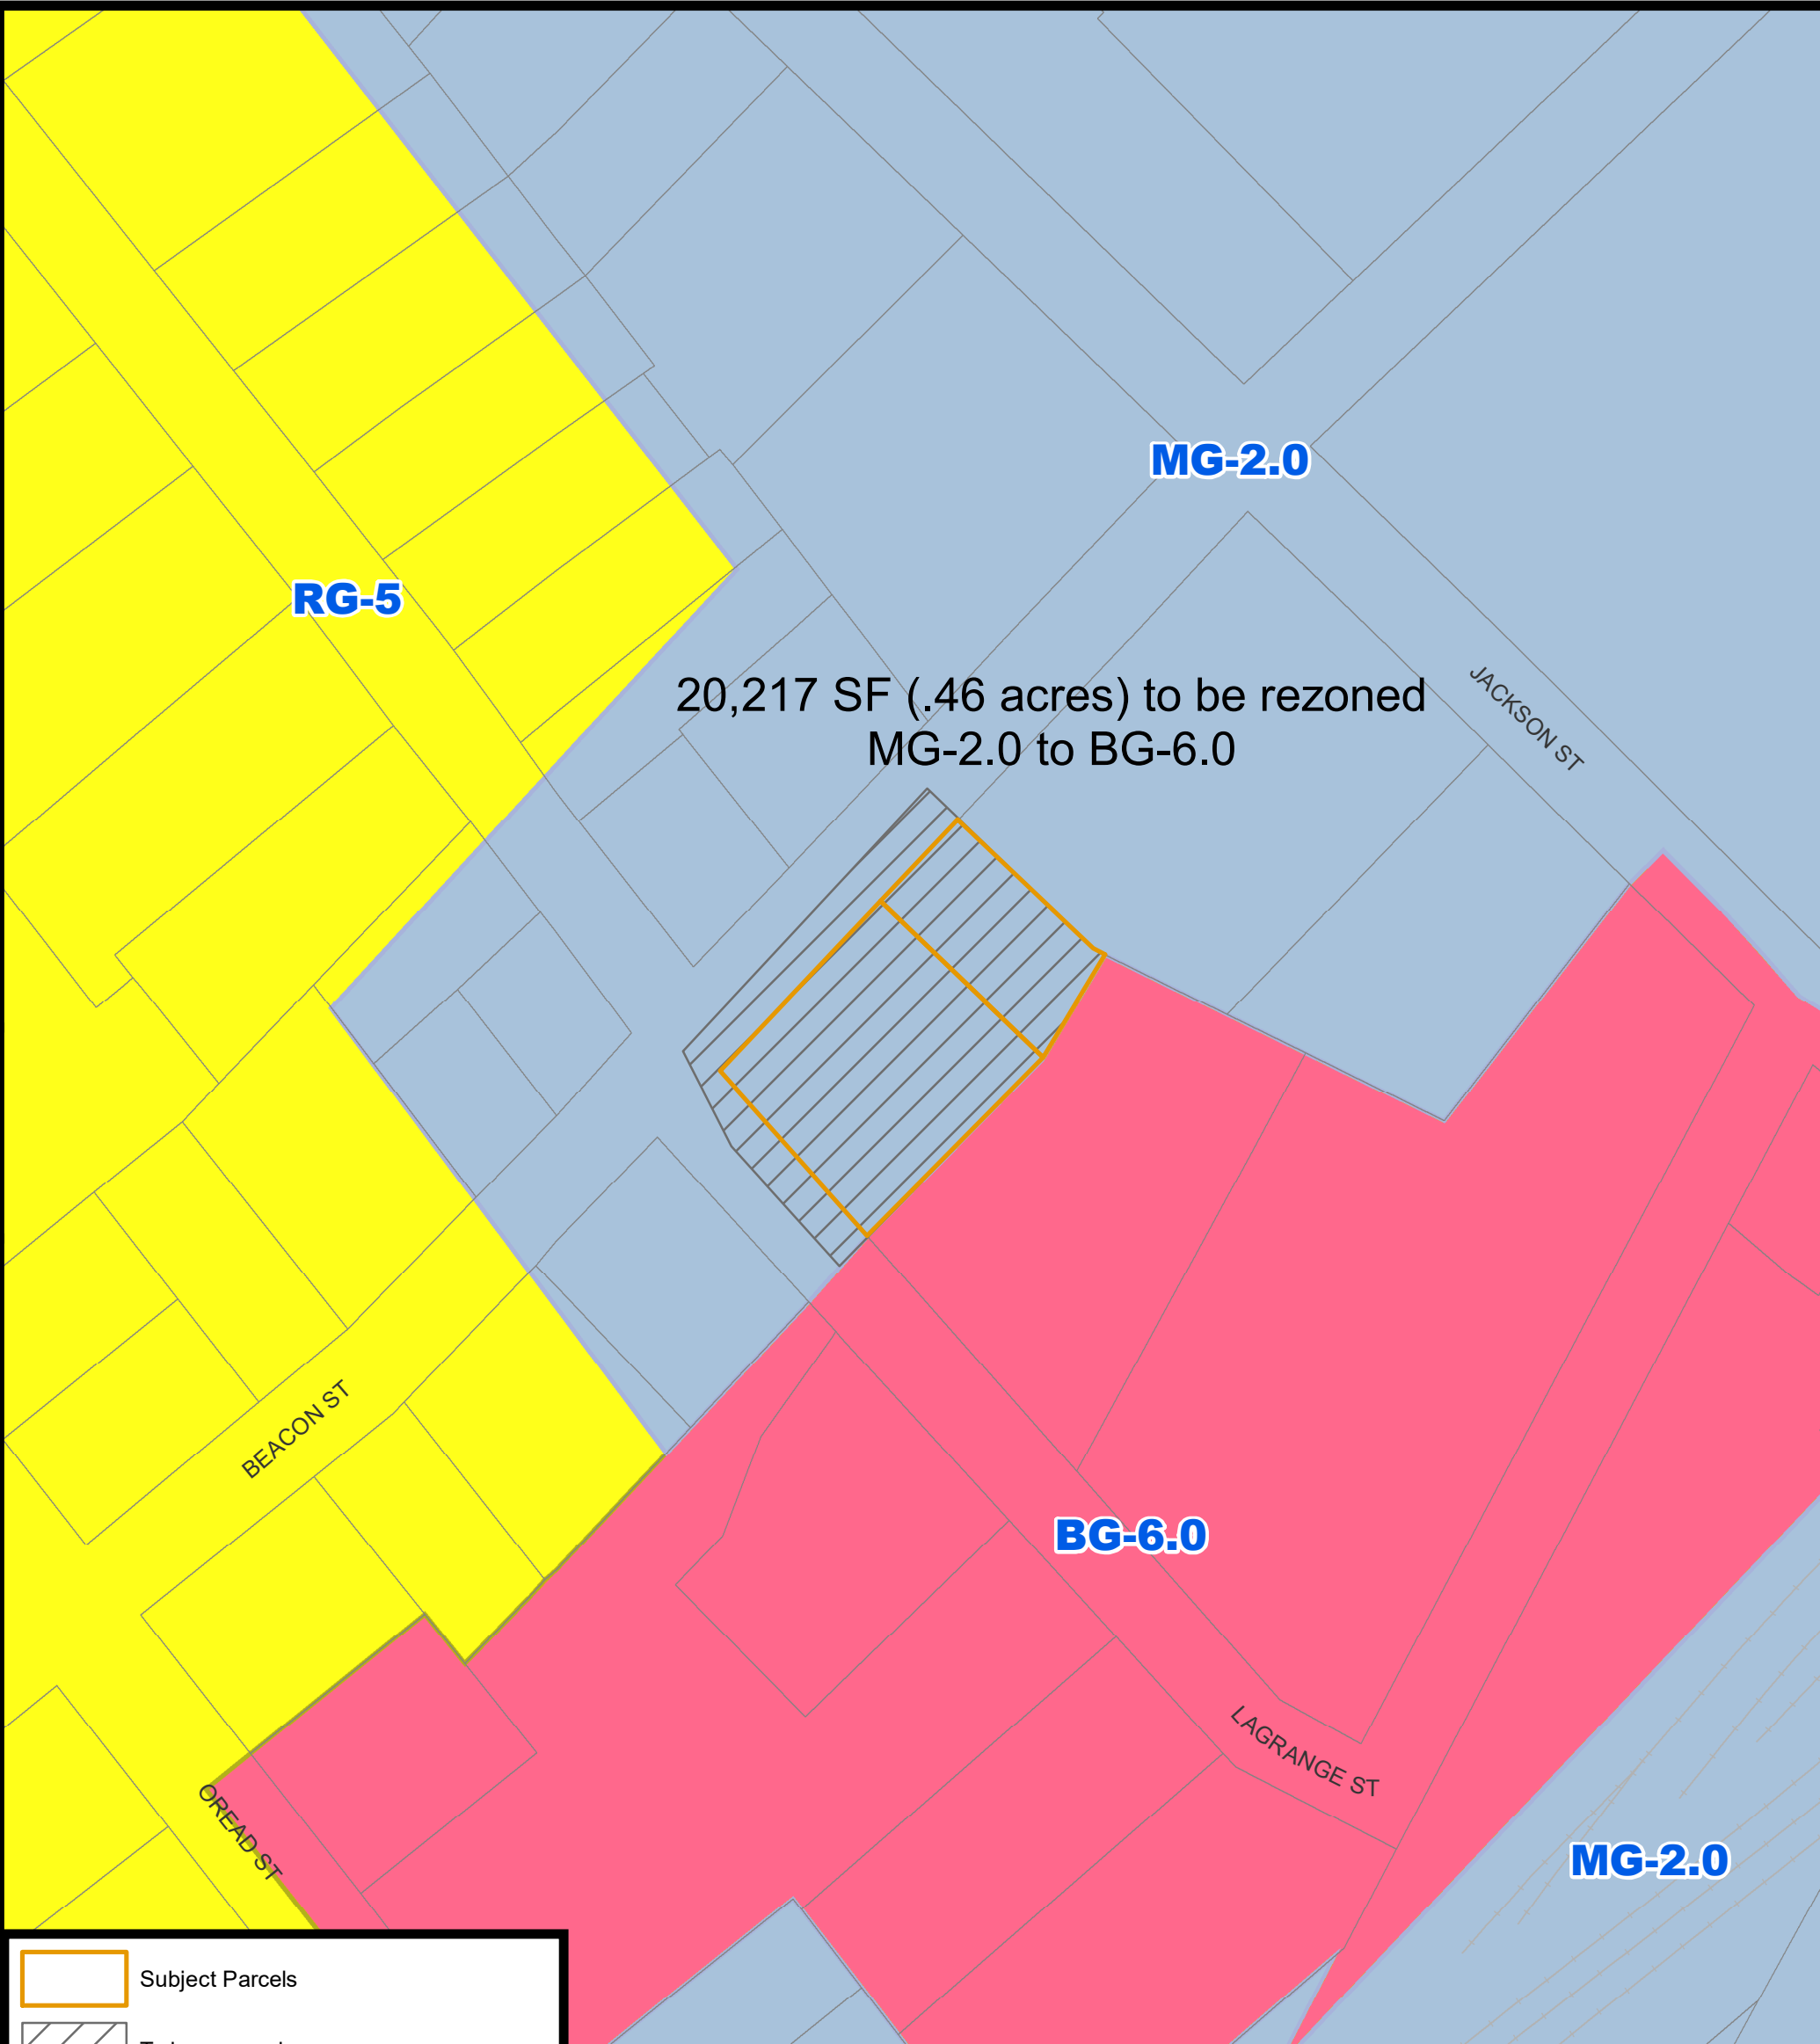 MG-2.0
RG-5
20,217 SF (.46 acres) to be rezoned
MG-2.0 to BG-6.0
JACKSON ST
BEACON ST
BG-6.0
LAGRANGE ST
OREAD ST
MG-2.0
Subject Parcels